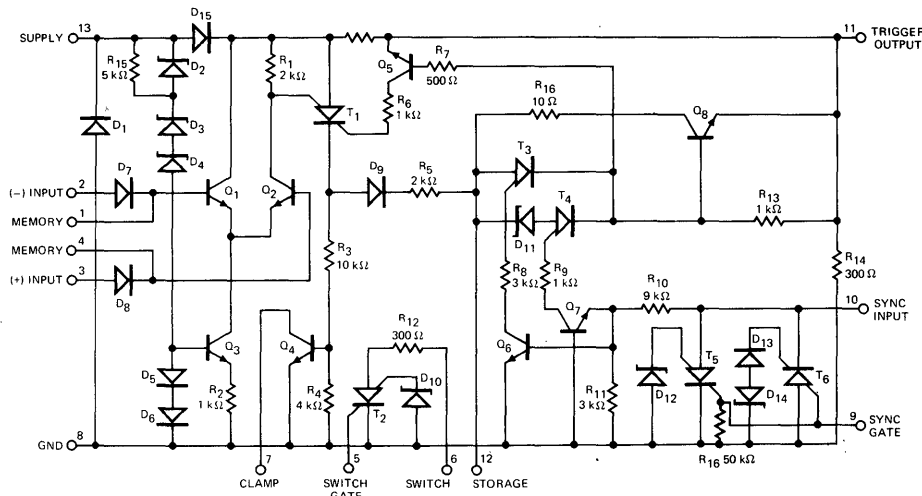 SUPPLY 13
D15
R15
5 kΩ
D2
D1
D3
D4
R1
2 kΩ
T1
Q5
R7
500 Ω
R6
1 kΩ
R16
10 Ω
Q8
11 TRIGGER
OUTPUT
(−) INPUT 2
D7
MEMORY 1
MEMORY 4
(+) INPUT 3
D8
Q1
Q2
D9
R5
2 kΩ
T3
T4
D11
R13
1 kΩ
R3
10 kΩ
R8
3 kΩ
R9
1 kΩ
R14
300 Ω
Q7
R10
9 kΩ
10 SYNC
INPUT
Q3
Q4
R12
300 Ω
Q6
D5
D6
R2
1 kΩ
R4
4 kΩ
T2
D10
R11
3 kΩ
D12
T5
D13
D14
T6
9
SYNC
GATE
R16 50 kΩ
GND 8
7
CLAMP
5
SWITCH
GATE
6
SWITCH
12
STORAGE